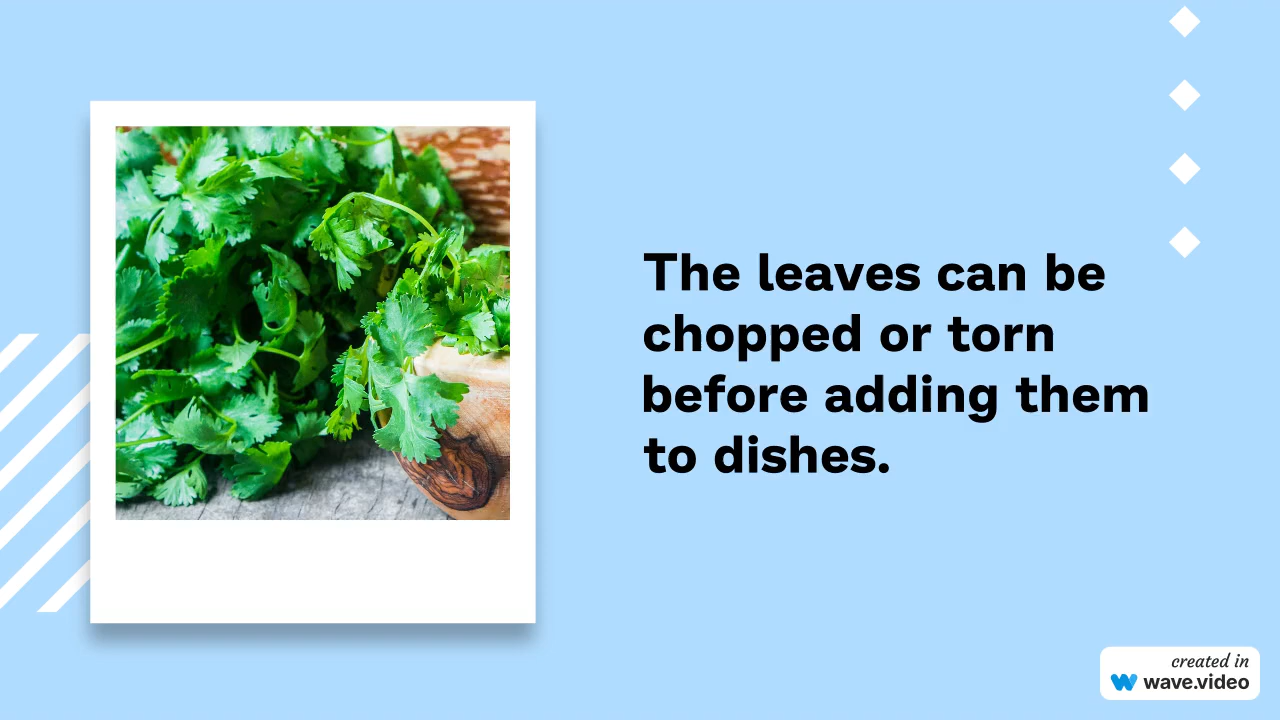 The leaves can be
chopped or torn
before adding them
to dishes.
created in
wave.video